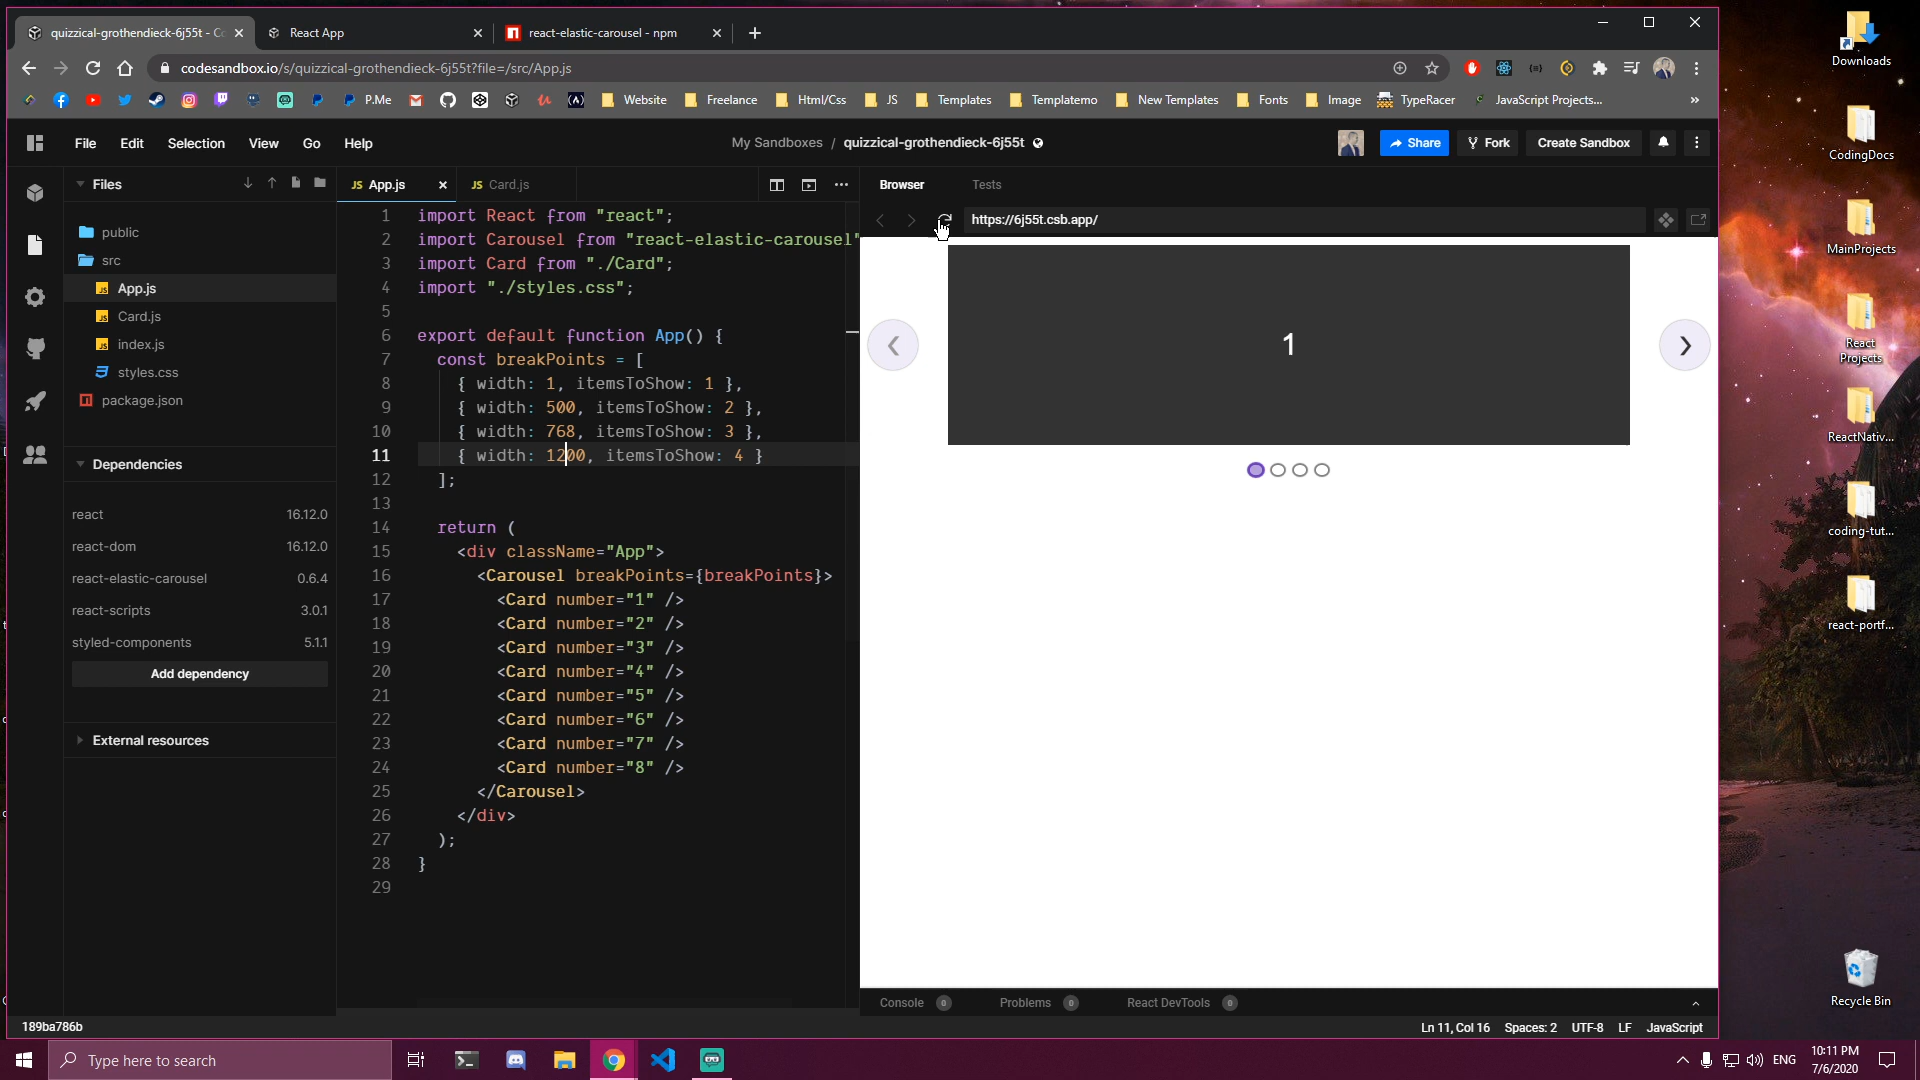 quizzical-grothendieck-6j55t - Co
React App
react-elastic-carousel - npm
codesandbox.io/s/quizzical-grothendieck-6j55t?file=/src/App.js
P.Me
Website
Freelance
Html/Css
JS
Templates
Templatemo
New Templates
Fonts
Image
TypeRacer
JavaScript Projects...
File Edit Selection View Go Help
My Sandboxes / quizzical-grothendieck-6j55t
Share
Fork
Create Sandbox
Files
public
src
App.js
Card.js
index.js
styles.css
package.json
Dependencies
react 16.12.0
react-dom 16.12.0
react-elastic-carousel 0.6.4
react-scripts 3.0.1
styled-components 5.1.1
Add dependency
External resources
JS App.js
JS Card.js
1 import React from "react";
2 import Carousel from "react-elastic-carousel"
3 import Card from "./Card";
4 import "./styles.css";
5
6 export default function App() {
7 const breakPoints = [
8 { width: 1, itemsToShow: 1 },
9 { width: 500, itemsToShow: 2 },
10 { width: 768, itemsToShow: 3 },
11 { width: 1200, itemsToShow: 4 }
12 ];
13
14 return (
15 <div className="App">
16 <Carousel breakPoints={breakPoints}>
17 <Card number="1" />
18 <Card number="2" />
19 <Card number="3" />
20 <Card number="4" />
21 <Card number="5" />
22 <Card number="6" />
23 <Card number="7" />
24 <Card number="8" />
25 </Carousel>
26 </div>
27 );
28 }
29
Browser
Tests
https://6j55t.csb.app/
1
Console 0
Problems 0
React DevTools 0
189ba786b
Ln 11, Col 16 Spaces: 2 UTF-8 LF JavaScript
Downloads
CodingDocs
MainProjects
React
Projects
ReactNativ...
coding-tut...
react-portf...
Recycle Bin
Type here to search
ENG
10:11 PM
7/6/2020